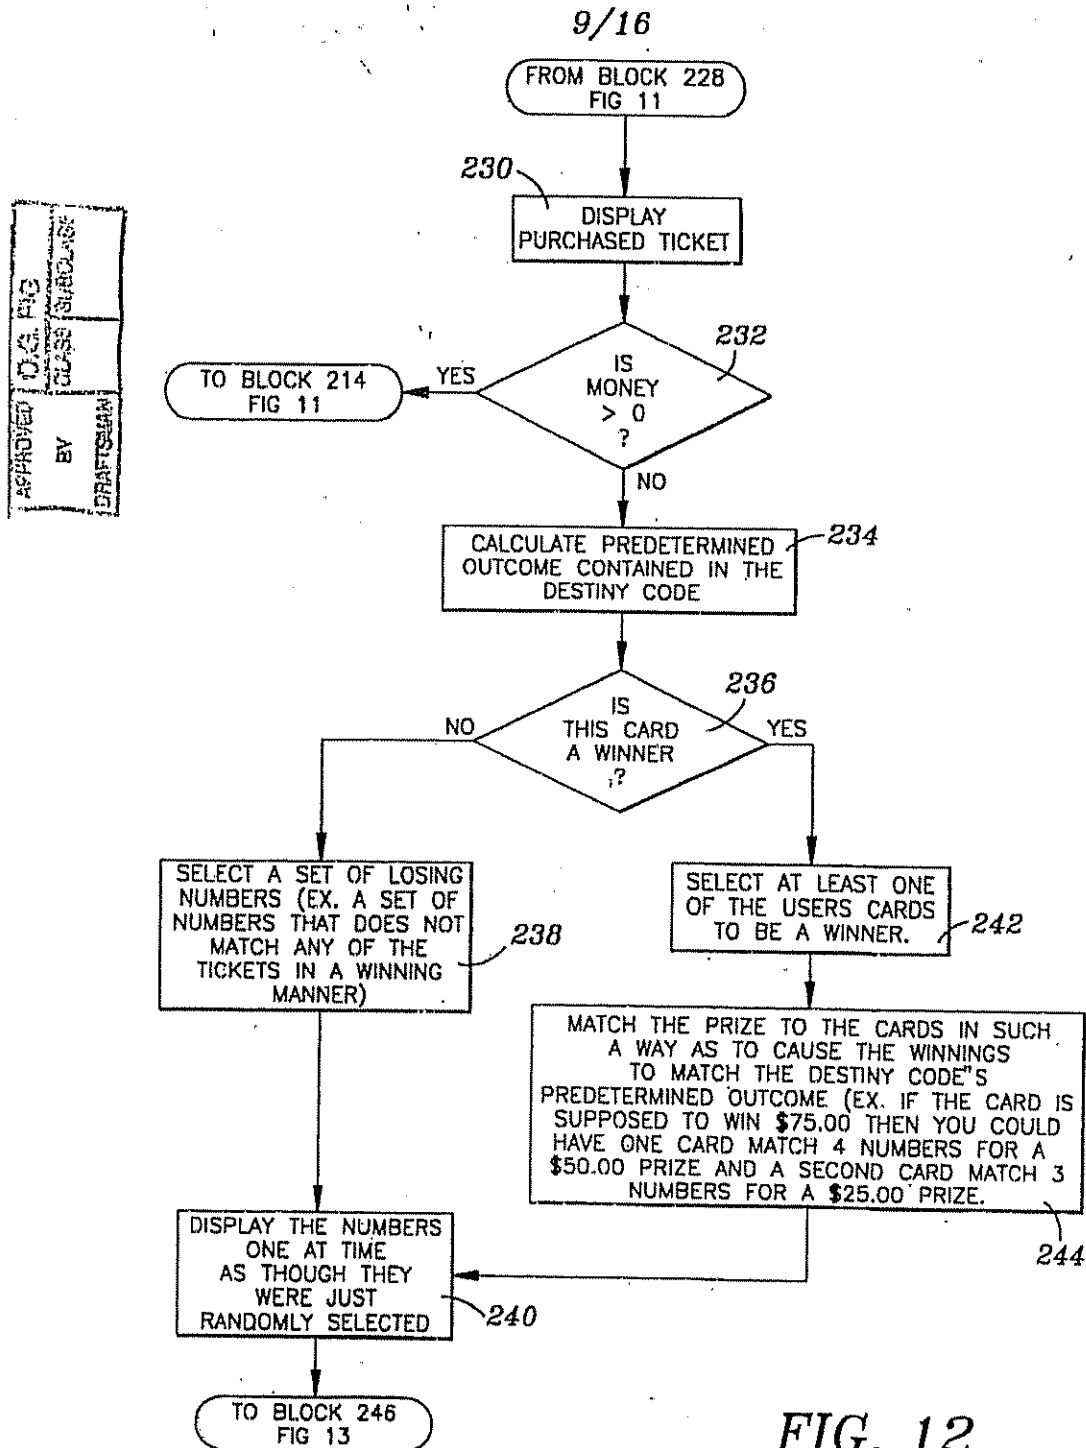 9/16
FROM BLOCK 228
FIG 11
230
DISPLAY
PURCHASED TICKET
APPROVED
O.G. FIG
BY
CLASS
SUBCLASS
DRAFTSMAN
232
IS
MONEY
> 0
?
YES
TO BLOCK 214
FIG 11
NO
234
CALCULATE PREDETERMINED
OUTCOME CONTAINED IN THE
DESTINY CODE
236
IS
THIS CARD
A WINNER
?
NO
YES
SELECT A SET OF LOSING
NUMBERS (EX. A SET OF
NUMBERS THAT DOES NOT
MATCH ANY OF THE
TICKETS IN A WINNING
MANNER)
238
SELECT AT LEAST ONE
OF THE USERS CARDS
TO BE A WINNER.
242
MATCH THE PRIZE TO THE CARDS IN SUCH
A WAY AS TO CAUSE THE WINNINGS
TO MATCH THE DESTINY CODE"S
PREDETERMINED OUTCOME (EX. IF THE CARD IS
SUPPOSED TO WIN $75.00 THEN YOU COULD
HAVE ONE CARD MATCH 4 NUMBERS FOR A
$50.00 PRIZE AND A SECOND CARD MATCH 3
NUMBERS FOR A $25.00 PRIZE.
244
DISPLAY THE NUMBERS
ONE AT TIME
AS THOUGH THEY
WERE JUST
RANDOMLY SELECTED
240
TO BLOCK 246
FIG 13
FIG. 12